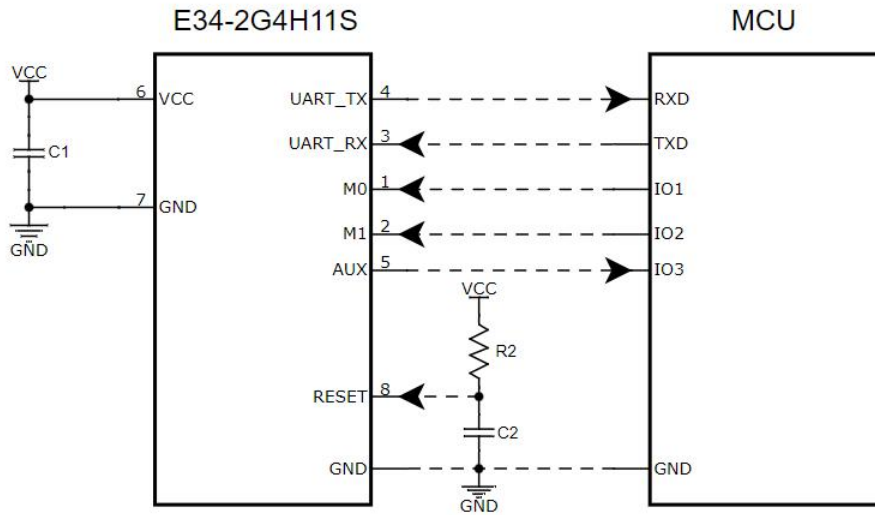 E34-2G4H11S
MCU
VCC
6 VCC
UART_TX 4
RXD
UART_RX 3
TXD
C1
M0 1
IO1
7 GND
M1 2
IO2
GND
AUX 5
IO3
VCC
R2
RESET 8
C2
GND
GND
GND